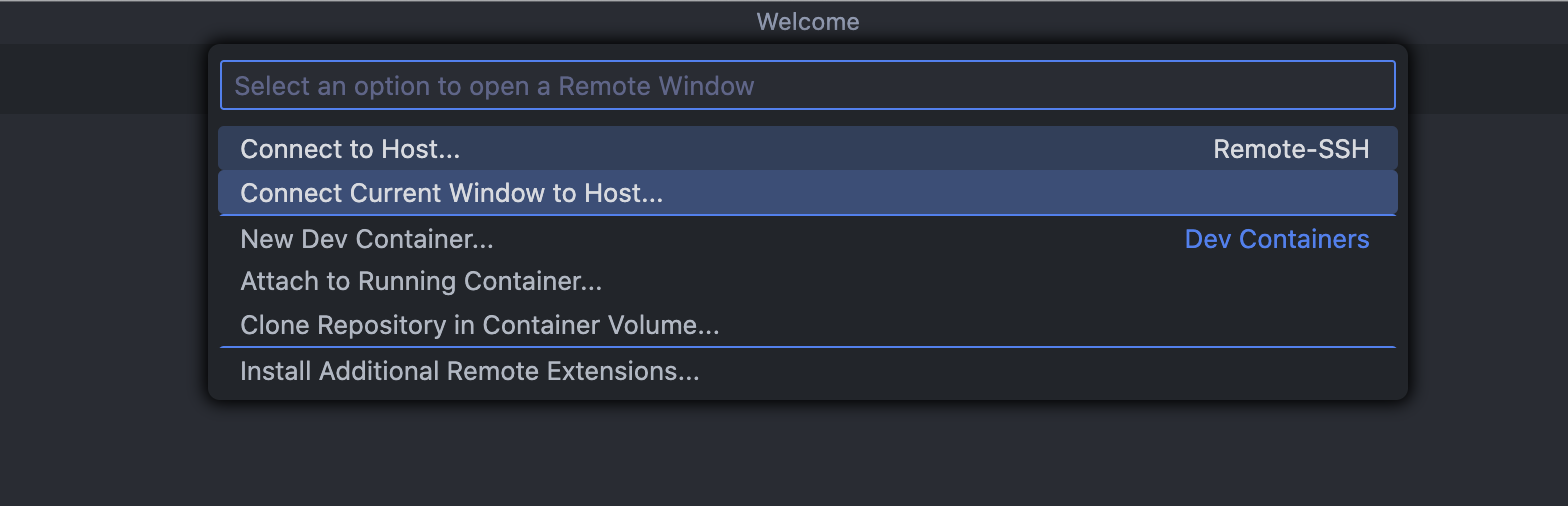 Welcome
Select an option to open a Remote Window
Connect to Host... Remote-SSH
Connect Current Window to Host...
New Dev Container... Dev Containers
Attach to Running Container...
Clone Repository in Container Volume...
Install Additional Remote Extensions...